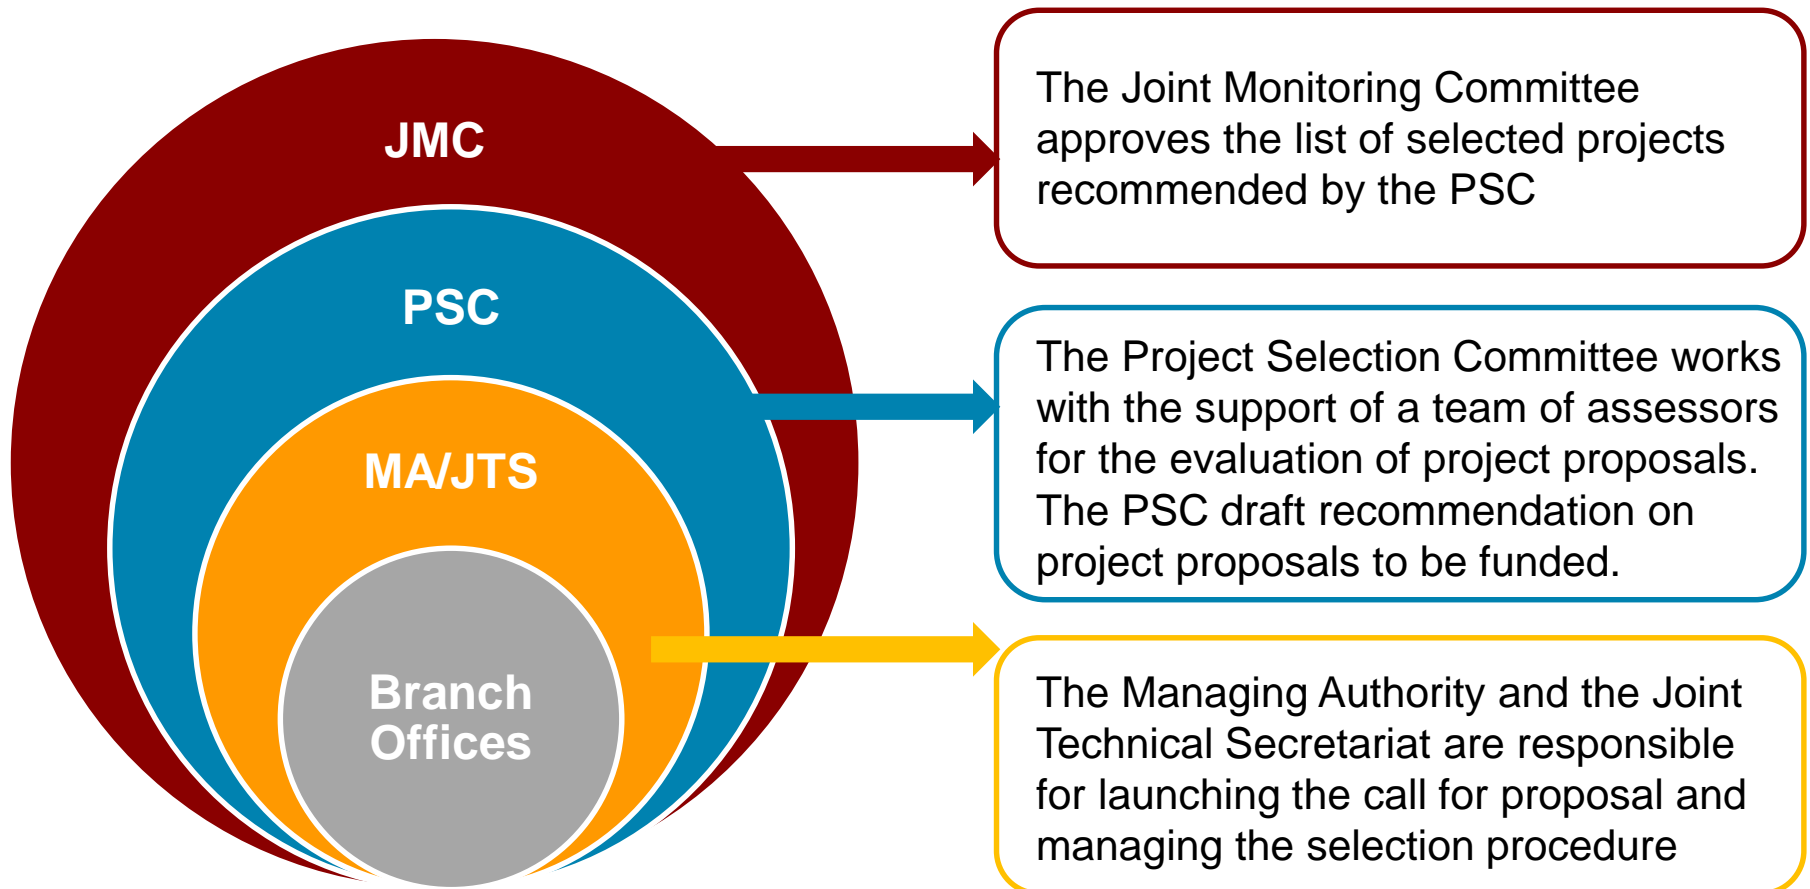 JMC
The Joint Monitoring Committee
approves the list of selected projects
recommended by the PSC
PSC
The Project Selection Committee works
with the support of a team of assessors
for the evaluation of project proposals.
The PSC draft recommendation on
project proposals to be funded.
MA/JTS
Branch
Offices
The Managing Authority and the Joint
Technical Secretariat are responsible
for launching the call for proposal and
managing the selection procedure